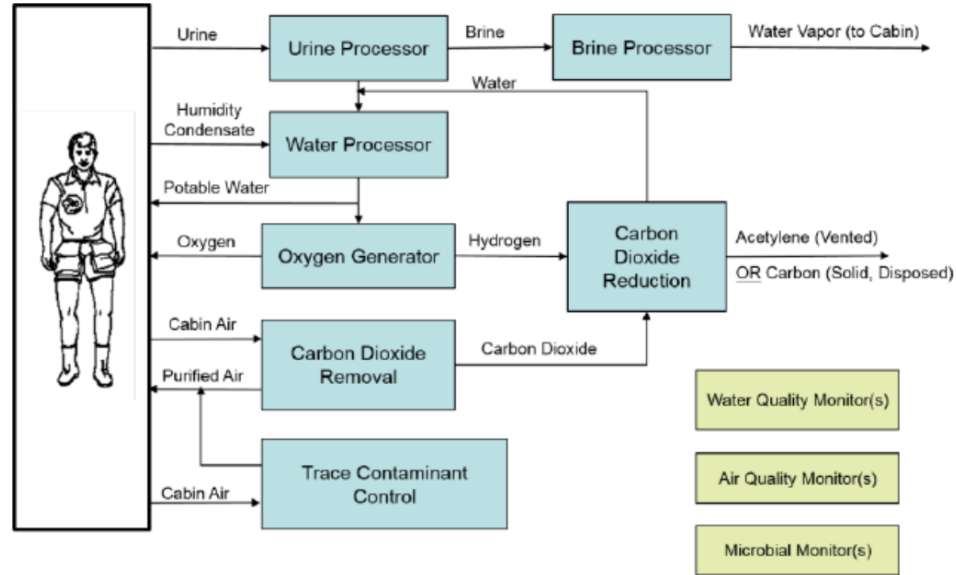 Urine
Urine Processor
Brine
Brine Processor
Water Vapor (to Cabin)
Water
Humidity
Condensate
Water Processor
Potable Water
Oxygen
Oxygen Generator
Hydrogen
Carbon
Dioxide
Reduction
Acetylene (Vented)
OR Carbon (Solid, Disposed)
Cabin Air
Carbon Dioxide
Removal
Carbon Dioxide
Purified Air
Water Quality Monitor(s)
Trace Contaminant
Control
Cabin Air
Air Quality Monitor(s)
Microbial Monitor(s)